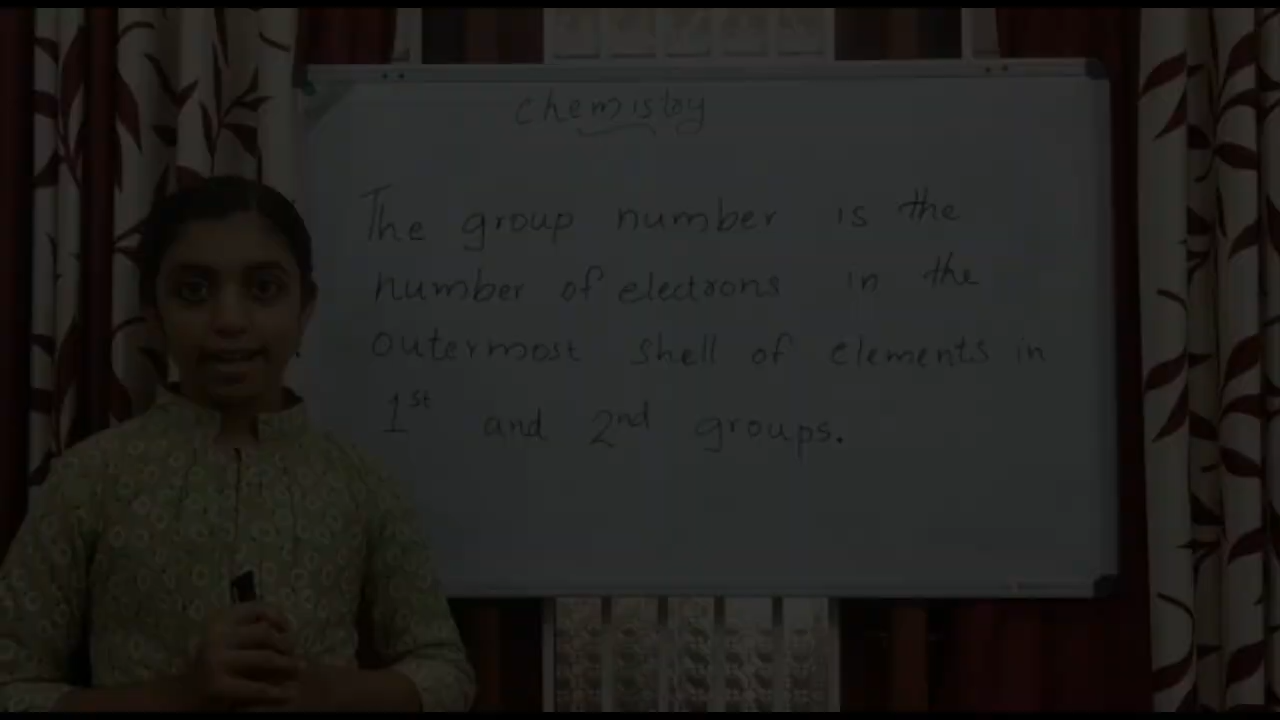 Chemistry
The group number is the
number of electrons in the
outermost shell of elements in
1st and 2nd groups.